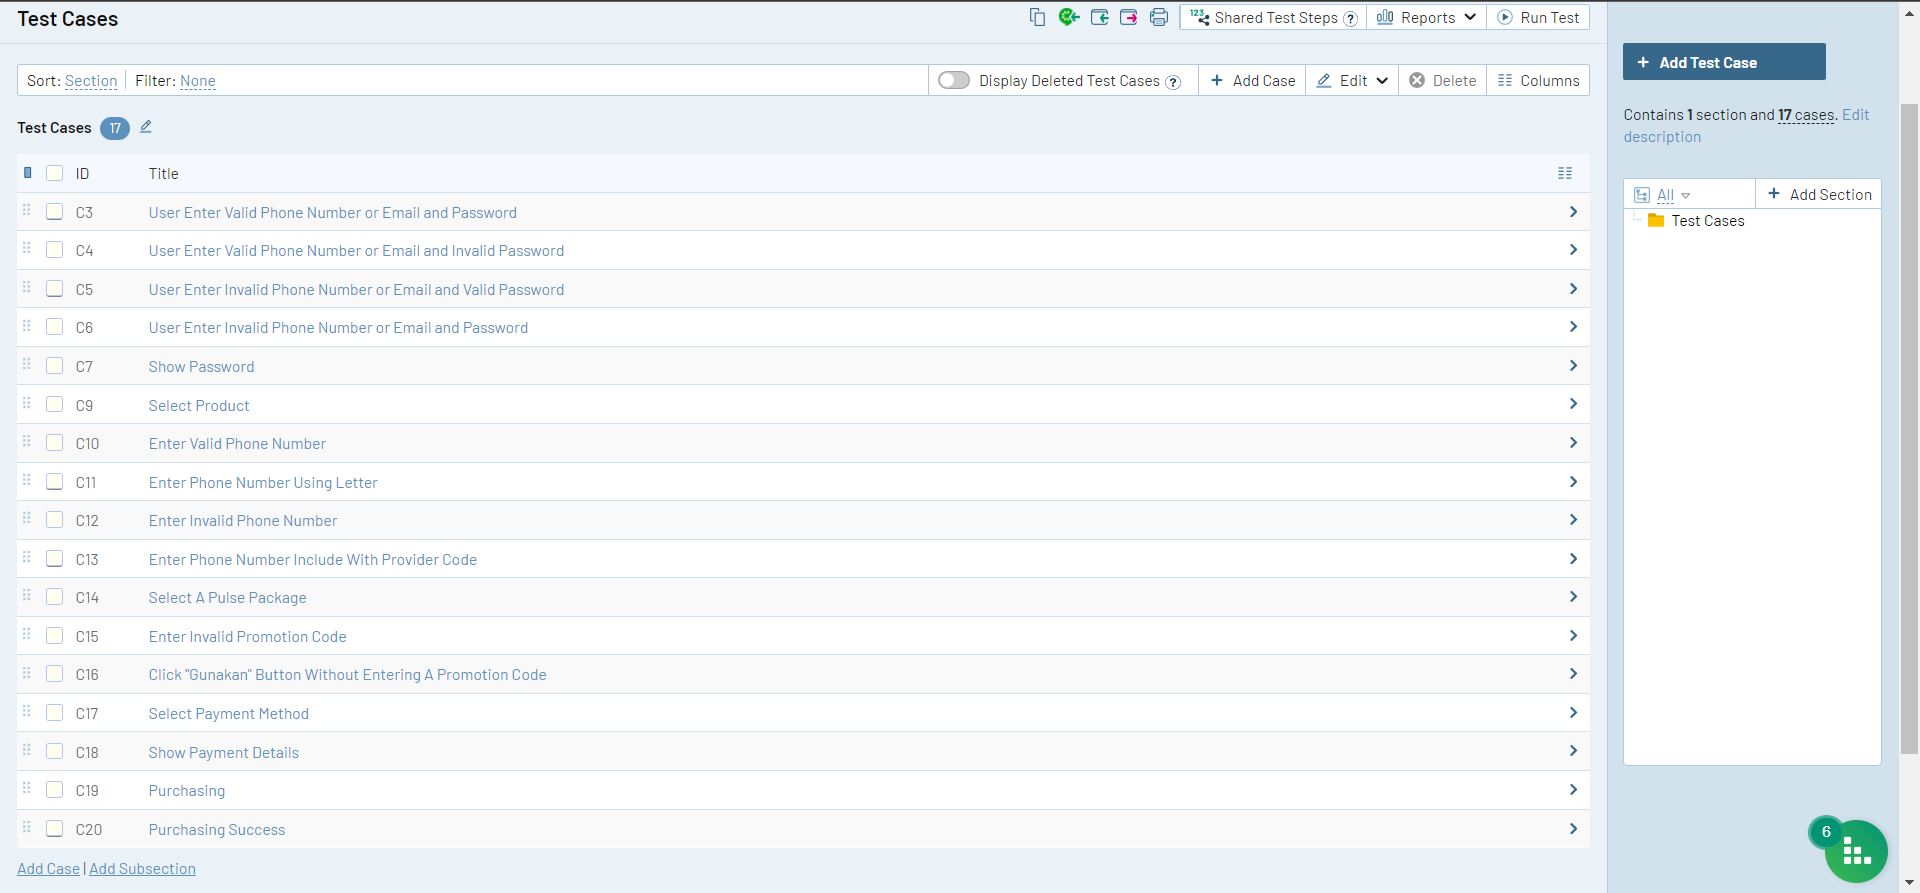 Test Cases
123 Shared Test Steps ? Reports Run Test
Sort: Section Filter: None
Display Deleted Test Cases ? + Add Case Edit Delete Columns
Test Cases 17
ID Title
C3 User Enter Valid Phone Number or Email and Password
C4 User Enter Valid Phone Number or Email and Invalid Password
C5 User Enter Invalid Phone Number or Email and Valid Password
C6 User Enter Invalid Phone Number or Email and Password
C7 Show Password
C9 Select Product
C10 Enter Valid Phone Number
C11 Enter Phone Number Using Letter
C12 Enter Invalid Phone Number
C13 Enter Phone Number Include With Provider Code
C14 Select A Pulse Package
C15 Enter Invalid Promotion Code
C16 Click "Gunakan" Button Without Entering A Promotion Code
C17 Select Payment Method
C18 Show Payment Details
C19 Purchasing
C20 Purchasing Success
Add Case | Add Subsection
+ Add Test Case
Contains 1 section and 17 cases. Edit
description
All + Add Section
Test Cases
6